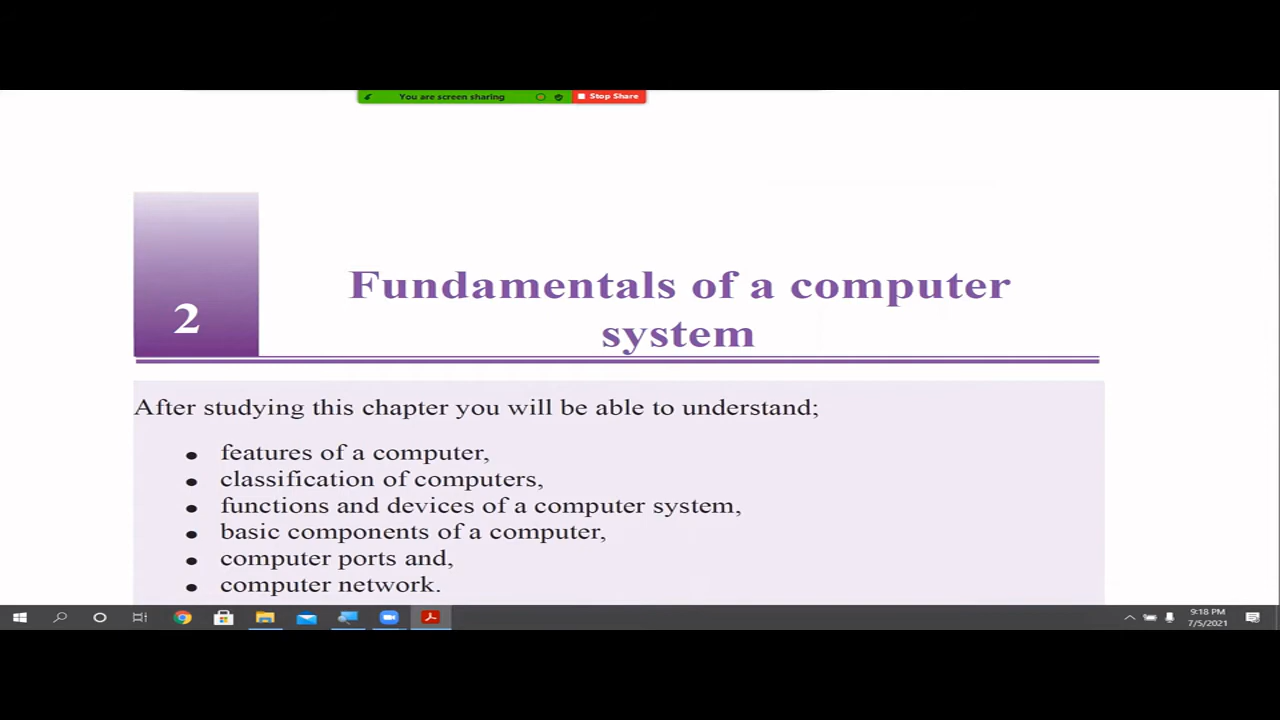 You are screen sharing
Stop Share
2
Fundamentals of a computer
system
After studying this chapter you will be able to understand;
• features of a computer,
• classification of computers,
• functions and devices of a computer system,
• basic components of a computer,
• computer ports and,
• computer network.
9:18 PM
7/5/2021